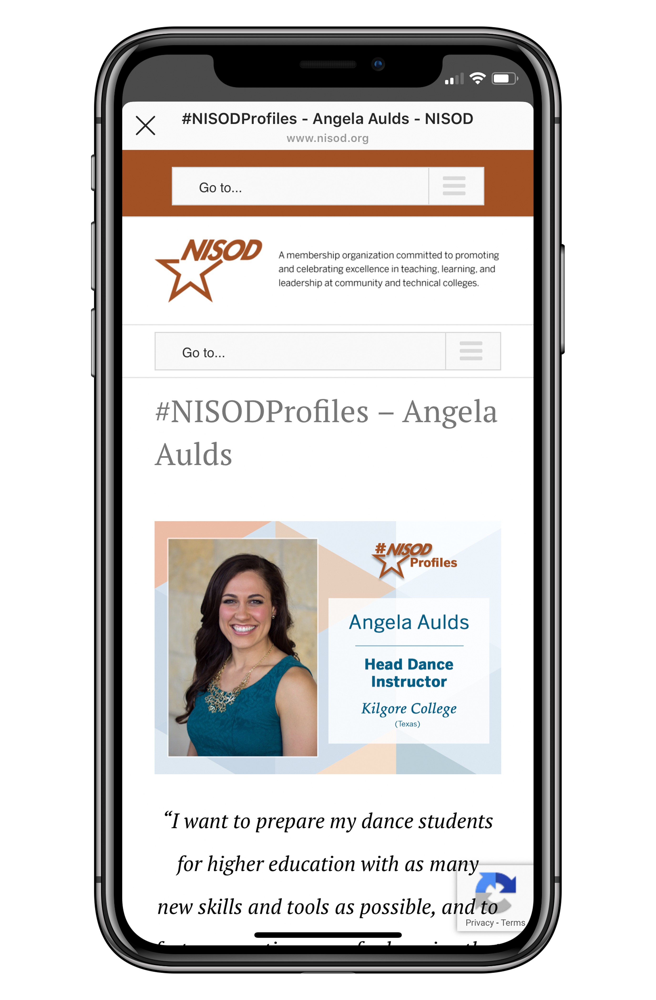 #NISODProfiles - Angela Aulds - NISOD
www.nisod.org
Go to...
NISOD
A membership organization committed to promoting
and celebrating excellence in teaching, learning, and
leadership at community and technical colleges.
Go to...
#NISODProfiles – Angela
Aulds
#NISOD
Profiles
Angela Aulds
Head Dance
Instructor
Kilgore College
(Texas)
“I want to prepare my dance students
for higher education with as many
new skills and tools as possible, and to
Privacy - Terms